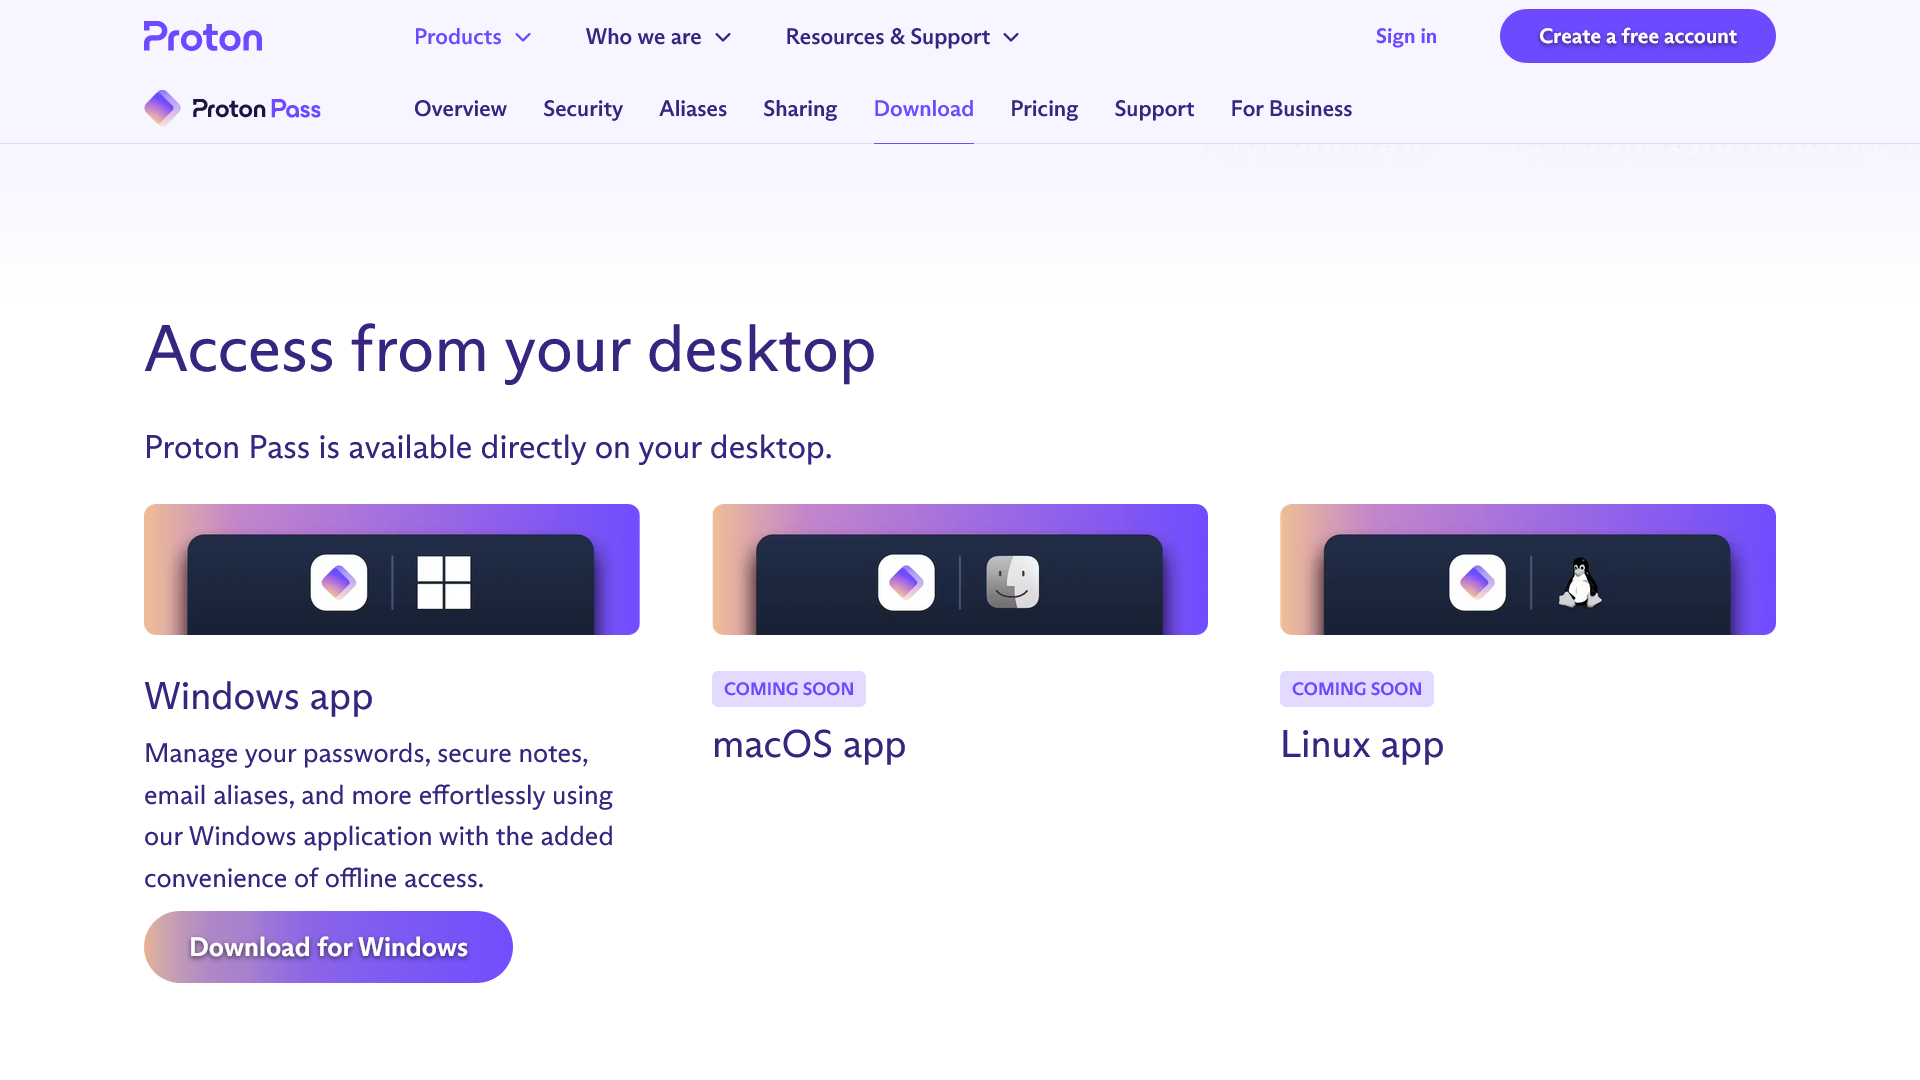 Proton
Products
Who we are
Resources & Support
Sign in
Create a free account
Proton Pass
Overview
Security
Aliases
Sharing
Download
Pricing
Support
For Business
Access from your desktop
Proton Pass is available directly on your desktop.
Windows app
Manage your passwords, secure notes,
email aliases, and more effortlessly using
our Windows application with the added
convenience of offline access.
Download for Windows
COMING SOON
macOS app
COMING SOON
Linux app